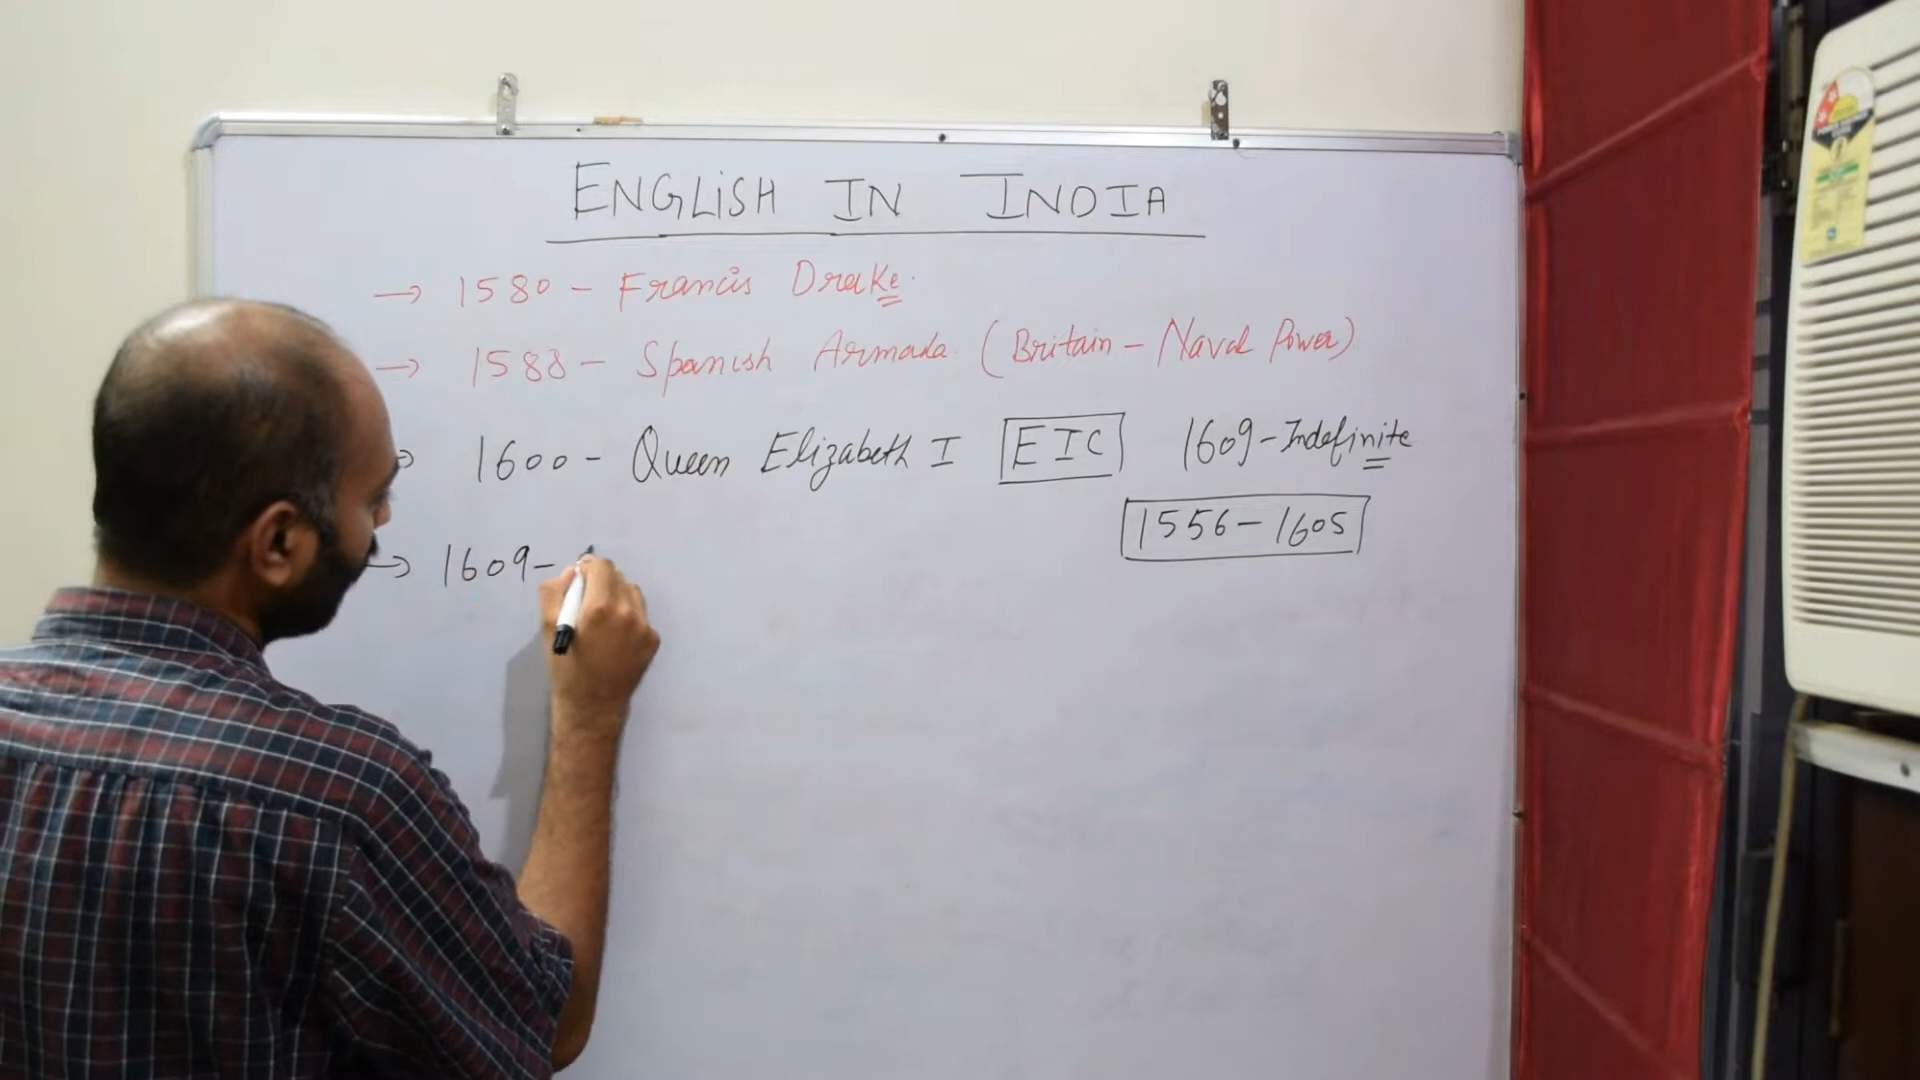 ENGLISH IN INDIA
→ 1580 - Francis Drake.
→ 1588 - Spanish Armada (Britain - Naval Power)
→ 1600 - Queen Elizabeth I EIC 1609 - Indefinite
1556 - 1605
→ 1609 -